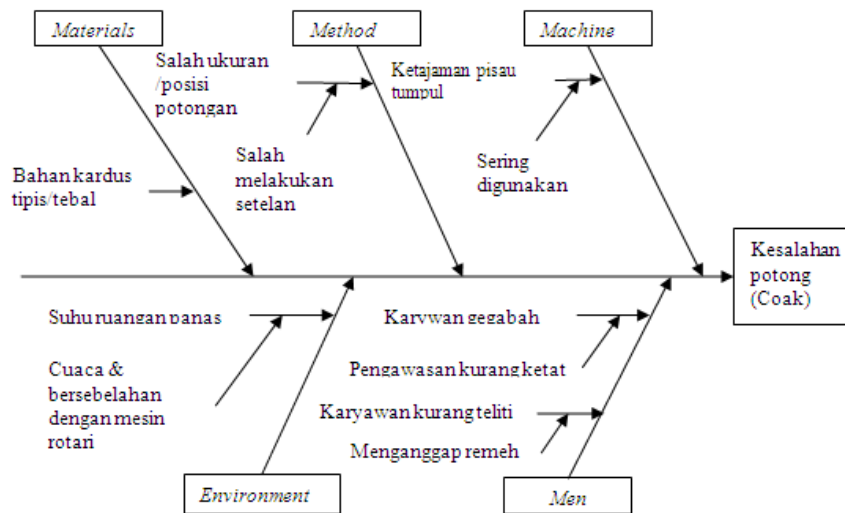 Materials
Method
Machine
Salah ukuran
/posisi
potongan
Ketajaman pisau
tumpul
Salah
melakukan
setelan
Sering
digunakan
Bahan kardus
tipis/tebal
Kesalahan
potong
(Coak)
Suhu ruangan panas
Karywan gegabah
Cuaca &
bersebelahan
dengan mesin
rotari
Pengawasan kurang ketat
Karyawan kurang teliti
Menganggap remeh
Environment
Men